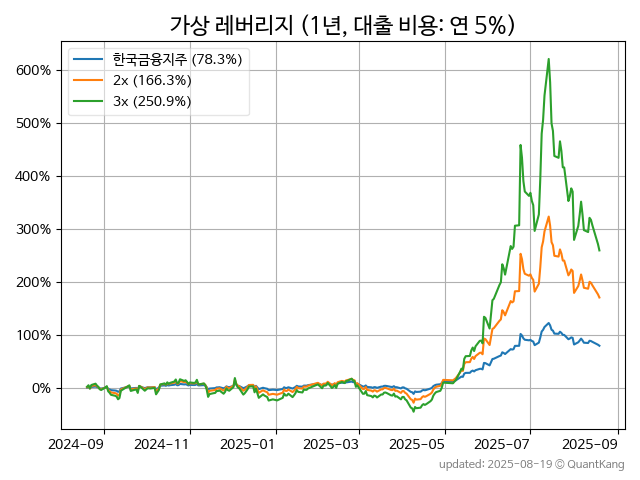 가상 레버리지 (1년, 대출 비용: 연 5%)
한국금융지주 (78.3%)
2x (166.3%)
3x (250.9%)
600%
500%
400%
300%
200%
100%
0%
2024-09 2024-11 2025-01 2025-03 2025-05 2025-07 2025-09
updated: 2025-08-19 © QuantKang